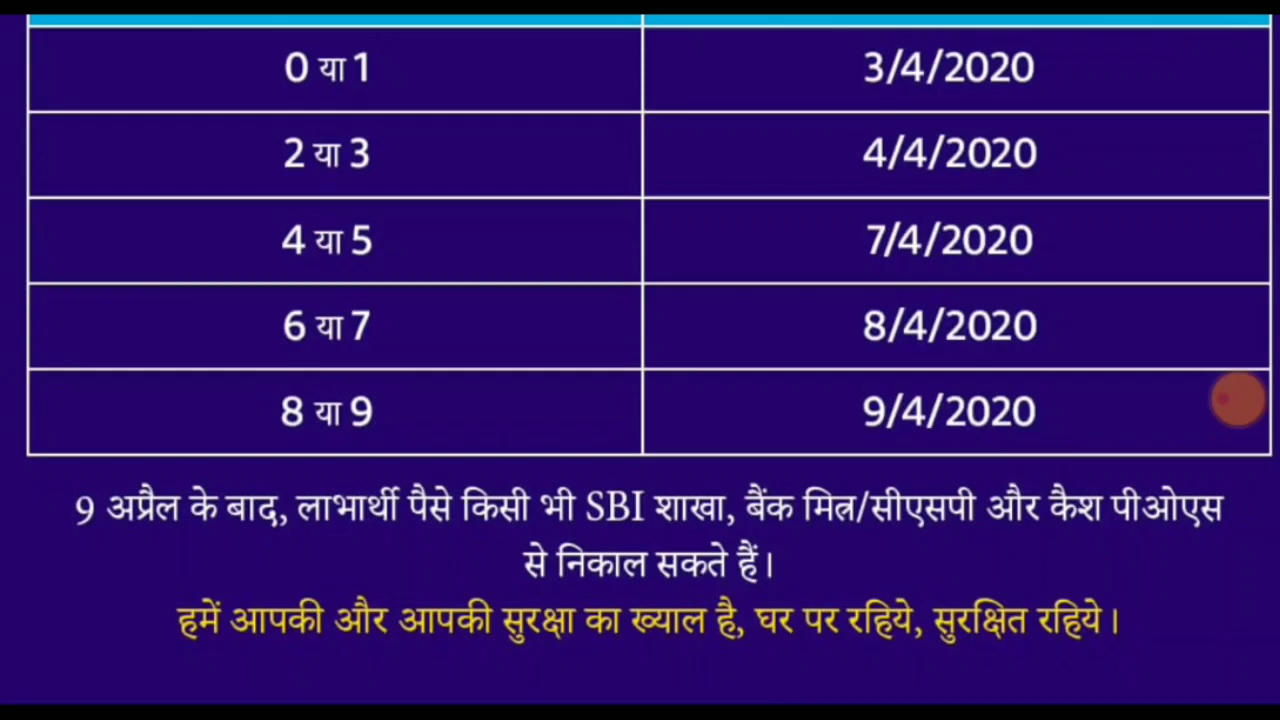 0 या 1 3/4/2020
2 या 3 4/4/2020
4 या 5 7/4/2020
6 या 7 8/4/2020
8 या 9 9/4/2020
9 अप्रैल के बाद, लाभार्थी पैसे किसी भी SBI शाखा, बैंक मित्र/सीएसपी और कैश पीओएस
से निकाल सकते हैं।
हमें आपकी और आपकी सुरक्षा का ख्याल है, घर पर रहिये, सुरक्षित रहिये।